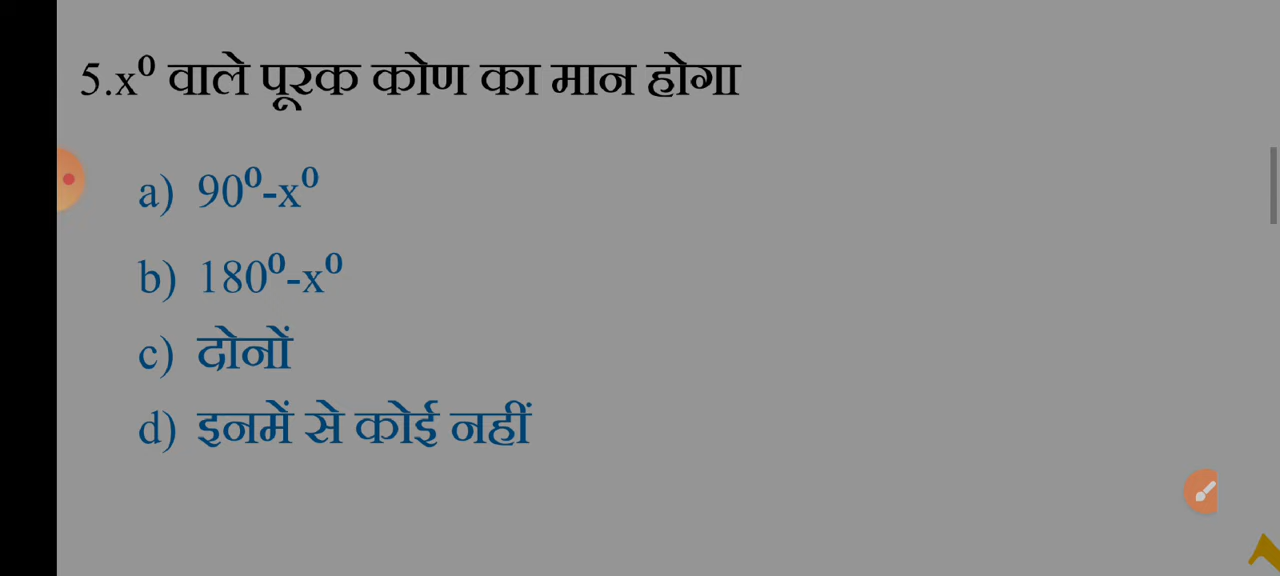 5.x⁰ वाले पूरक कोण का मान होगा
a) 90⁰-x⁰
b) 180⁰-x⁰
c) दोनों
d) इनमें से कोई नहीं